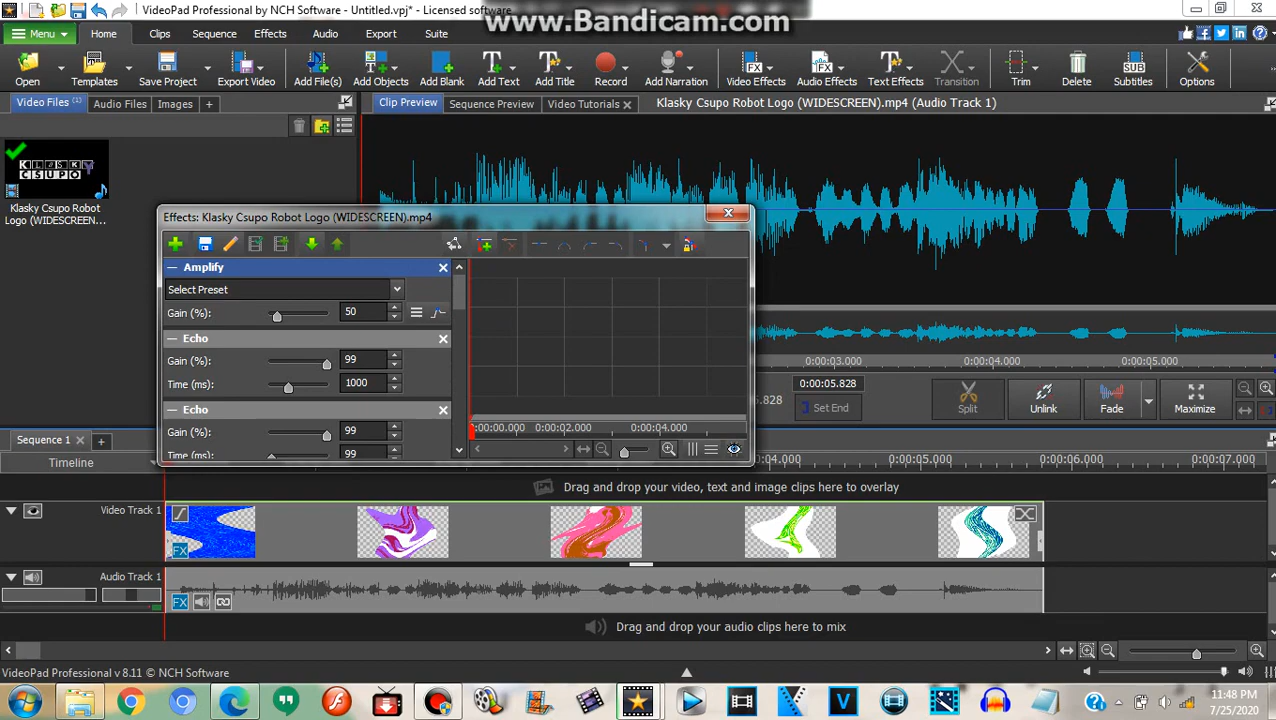 VideoPad Professional by NCH Software - Untitled.vpj* - Licensed software
www.Bandicam.com
Menu Home Clips Sequence Effects Audio Export Suite
Open Templates Save Project Export Video Add File(s) Add Objects Add Blank Add Text Add Title Record Add Narration Video Effects Audio Effects Text Effects Transition Trim Delete Subtitles Options
Video Files (1) Audio Files Images + Clip Preview Sequence Preview Video Tutorials Klasky Csupo Robot Logo (WIDESCREEN).mp4 (Audio Track 1)
KLASKY
CSUPO
Klasky Csupo Robot
Logo (WIDESCREEN...
Effects: Klasky Csupo Robot Logo (WIDESCREEN).mp4
Amplify
Select Preset
Gain (%): 50
Echo
Gain (%): 99
Time (ms): 1000
Echo
Gain (%): 99
Time (ms): 99
0:00:00.000 0:00:02.000 0:00:04.000
0:00:03.000 0:00:04.000 0:00:05.000
0:00:05.828
5.828 Set End
Split Unlink Fade Maximize
Sequence 1
Timeline
4.000 0:00:05.000 0:00:06.000 0:00:07.000
Drag and drop your video, text and image clips here to overlay
Video Track 1
FX
Audio Track 1
FX
Drag and drop your audio clips here to mix
VideoPad Professional v 8.11 © NCH Software
11:48 PM
7/25/2020